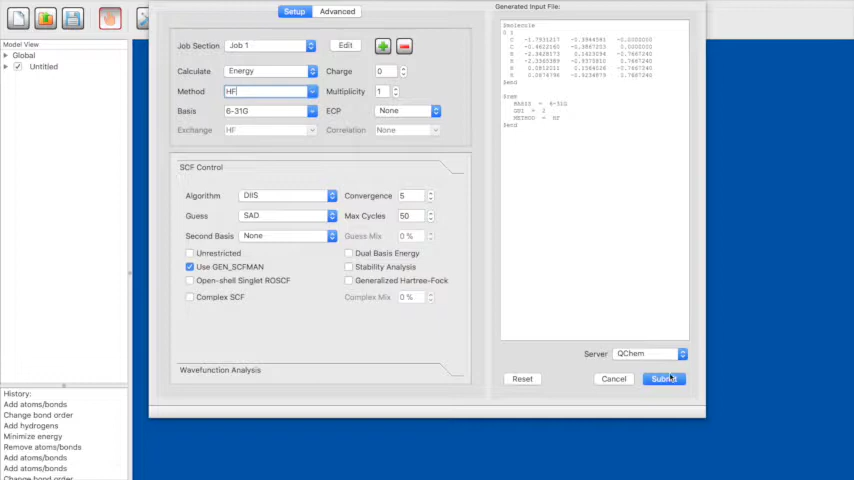 Setup
Advanced
Generated Input File:
Model View
Global
Untitled
Job Section
Job 1
Edit
Calculate
Energy
Charge
0
Method
HF
Multiplicity
1
Basis
6-31G
ECP
None
Exchange
HF
Correlation
None
SCF Control
Algorithm
DIIS
Convergence
5
Guess
SAD
Max Cycles
50
Second Basis
None
Guess Mix
0 %
Unrestricted
Dual Basis Energy
Use GEN_SCFMAN
Stability Analysis
Open-shell Singlet ROSCF
Generalized Hartree-Fock
Complex SCF
Complex Mix
0 %
Wavefunction Analysis
$molecule
0 1
$end
$rem
BASIS = 6-31G
GUI = 2
METHOD = HF
$end
Server
QChem
Reset
Cancel
Submit
History:
Add atoms/bonds
Change bond order
Add hydrogens
Minimize energy
Remove atoms/bonds
Add atoms/bonds
Add atoms/bonds
Change bond order